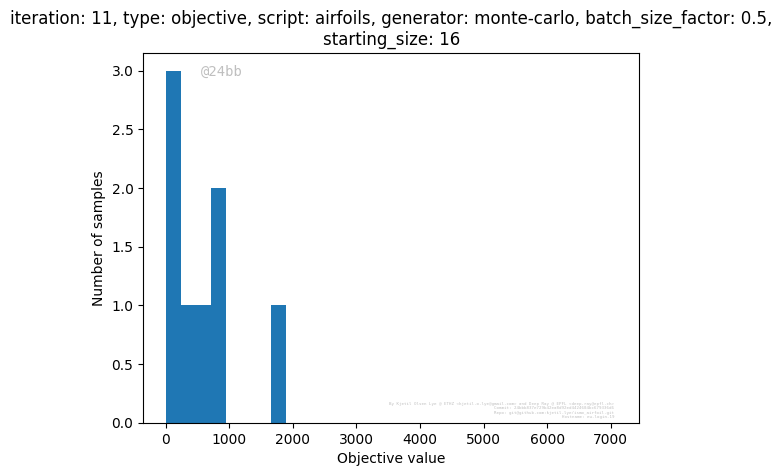 iteration: 11, type: objective, script: airfoils, generator: monte-carlo, batch_size_factor: 0.5,
starting_size: 16
@24bb
3.0
2.5
2.0
1.5
1.0
0.5
0.0
Number of samples
0 1000 2000 3000 4000 5000 6000 7000
Objective value